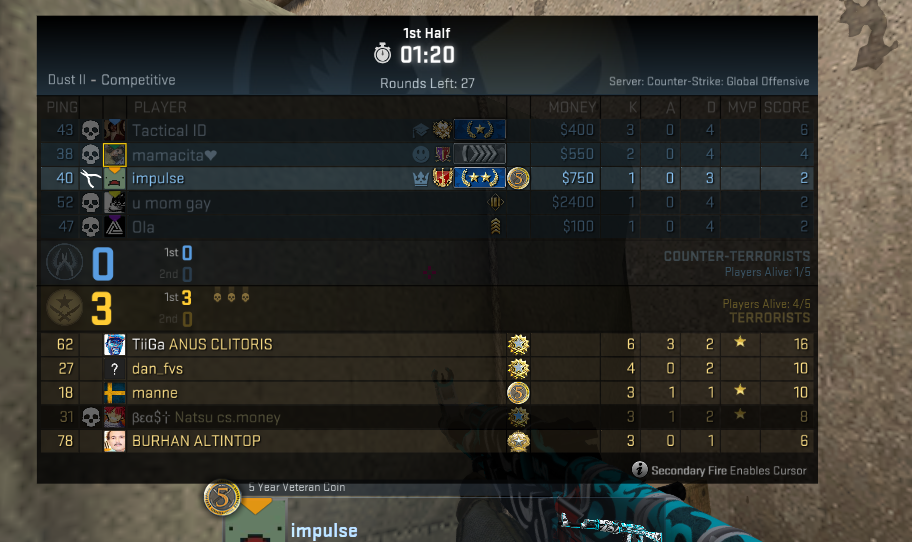 1st Half
01:20
Dust II - Competitive
Rounds Left: 27
Server: Counter-Strike: Global Offensive
PING PLAYER MONEY K A D MVP SCORE
43 Tactical ID $400 3 0 4 6
38 mamacita♥ $550 2 0 4 4
40 impulse 5 $750 1 0 3 2
52 u mom gay $2400 1 0 4 2
47 Ola $100 1 0 4 2
0 1st 0 COUNTER-TERRORISTS
2nd 0 Players Alive: 1/5
3 1st 3 Players Alive: 4/5
2nd 0 TERRORISTS
62 TiiGa ANUS CLITORIS 6 3 2 ★ 16
27 ? dan_fvs 4 0 2 10
18 manne 5 3 1 1 ★ 10
31 βεα$† Natsu cs.money 3 1 2 ★ 8
78 BURHAN ALTINTOP 3 0 1 6
Secondary Fire Enables Cursor
5 5 Year Veteran Coin
impulse